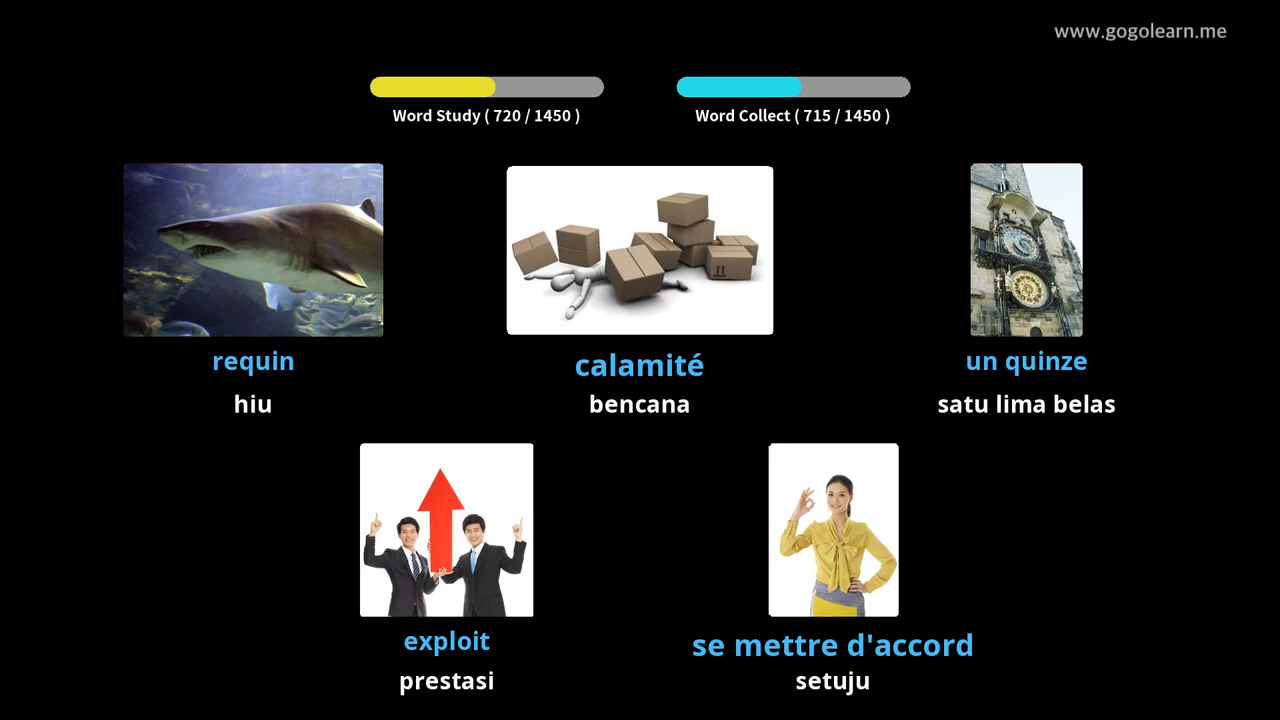 www.gogolearn.me
Word Study ( 720 / 1450 )
Word Collect ( 715 / 1450 )
requin
hiu
calamité
bencana
un quinze
satu lima belas
exploit
prestasi
se mettre d'accord
setuju